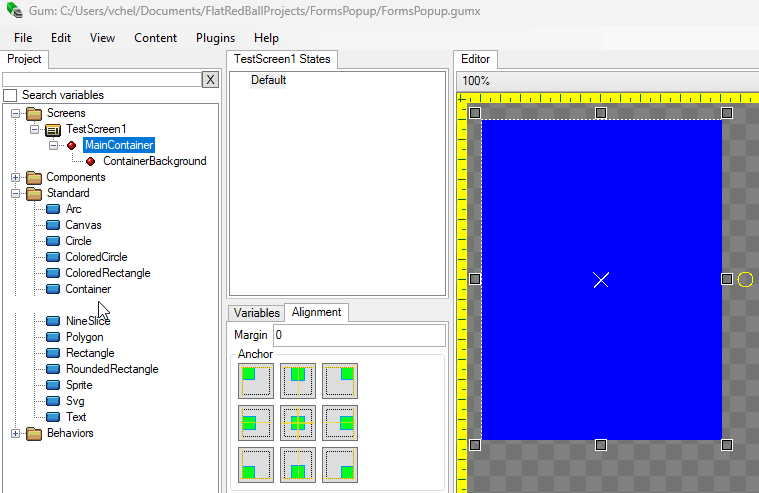 Gum: C:/Users/vchel/Documents/FlatRedBallProjects/FormsPopup/FormsPopup.gumx
File Edit View Content Plugins Help
Project
X
Search variables
Screens
TestScreen1
MainContainer
ContainerBackground
Components
Standard
Arc
Canvas
Circle
ColoredCircle
ColoredRectangle
Container
NineSlice
Polygon
Rectangle
RoundedRectangle
Sprite
Svg
Text
Behaviors
TestScreen1 States
Default
Variables Alignment
Margin 0
Anchor
Editor
100%